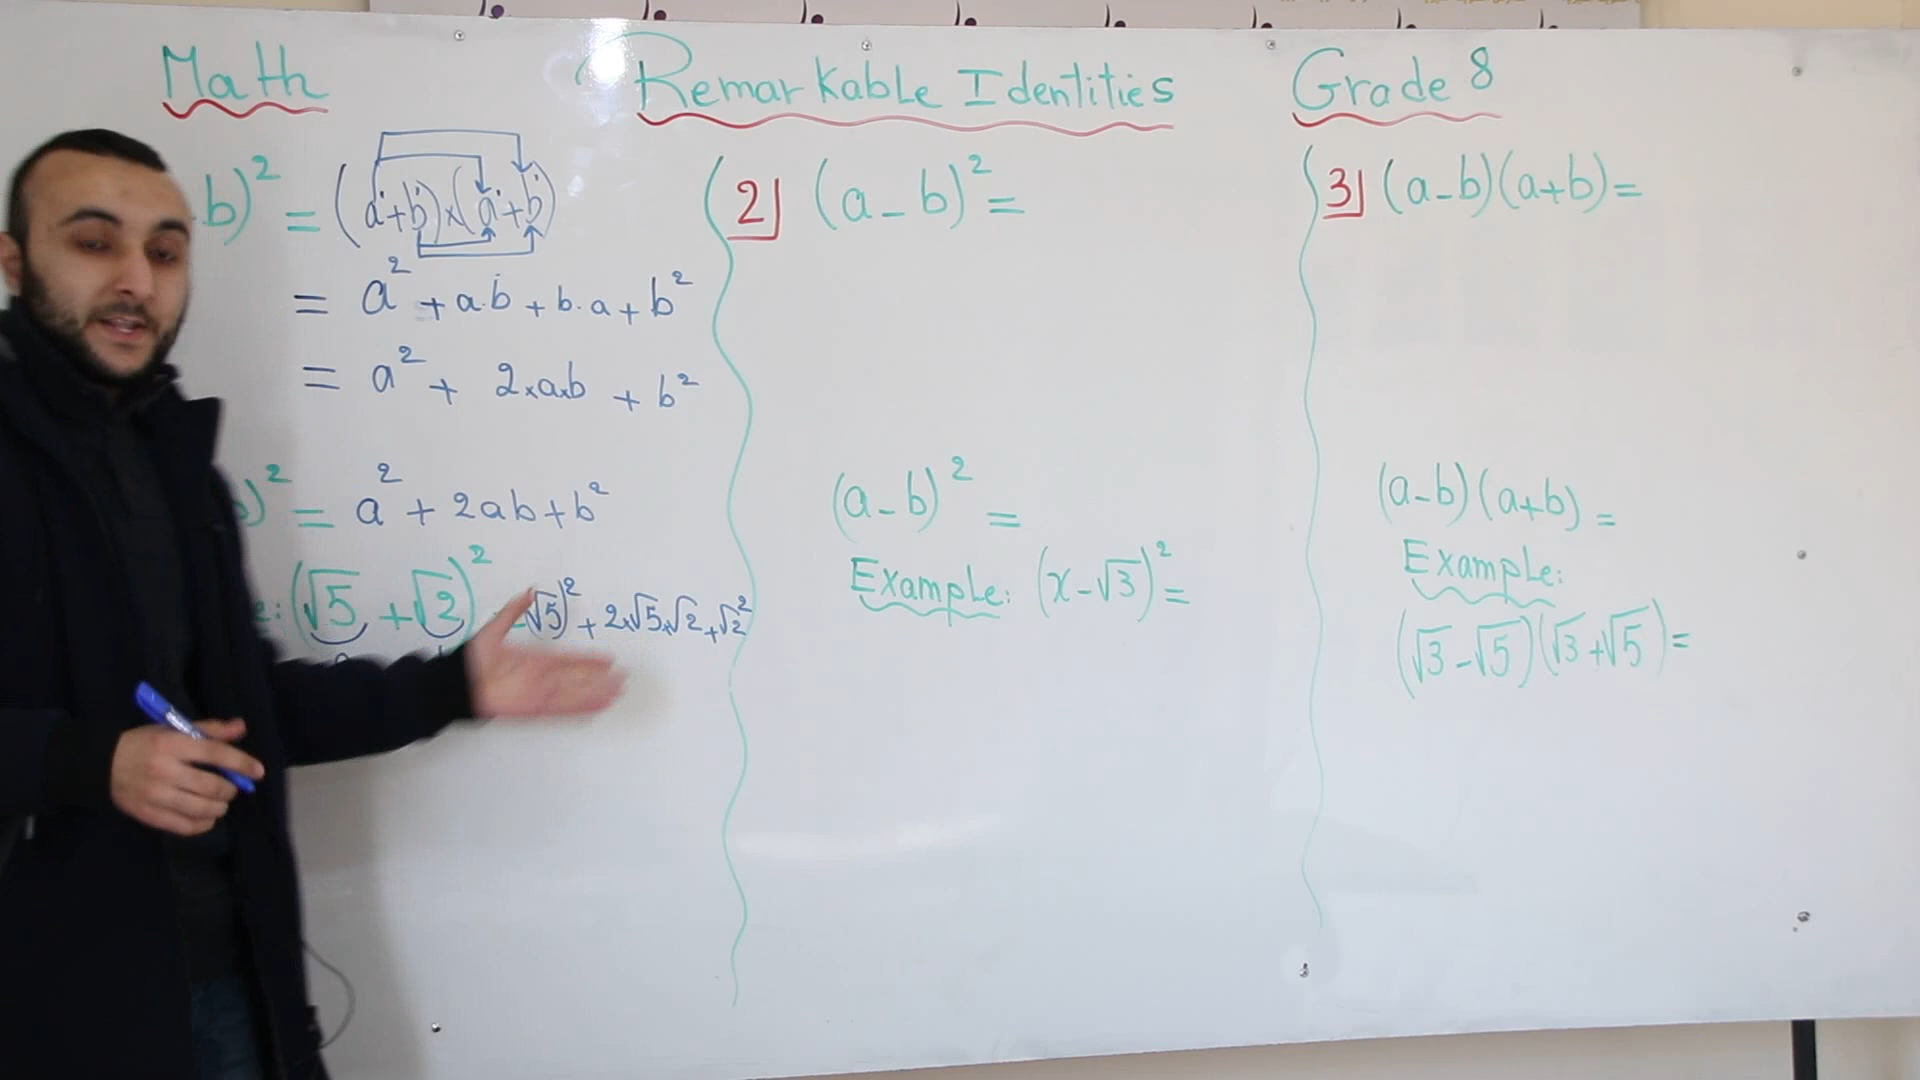 Math
Remarkable Identities
Grade 8
b)² = (a+b)×(a+b)
= a² + a.b + b.a + b²
= a² + 2×a×b + b²
)² = a² + 2ab + b²
e: (√5 + √2)² = √5)² + 2×√5×√2 + √2²
2) (a-b)² =
(a-b)² =
Example: (x-√3)² =
3) (a-b)(a+b) =
(a-b)(a+b) =
Example:
(√3-√5)(√3+√5) =